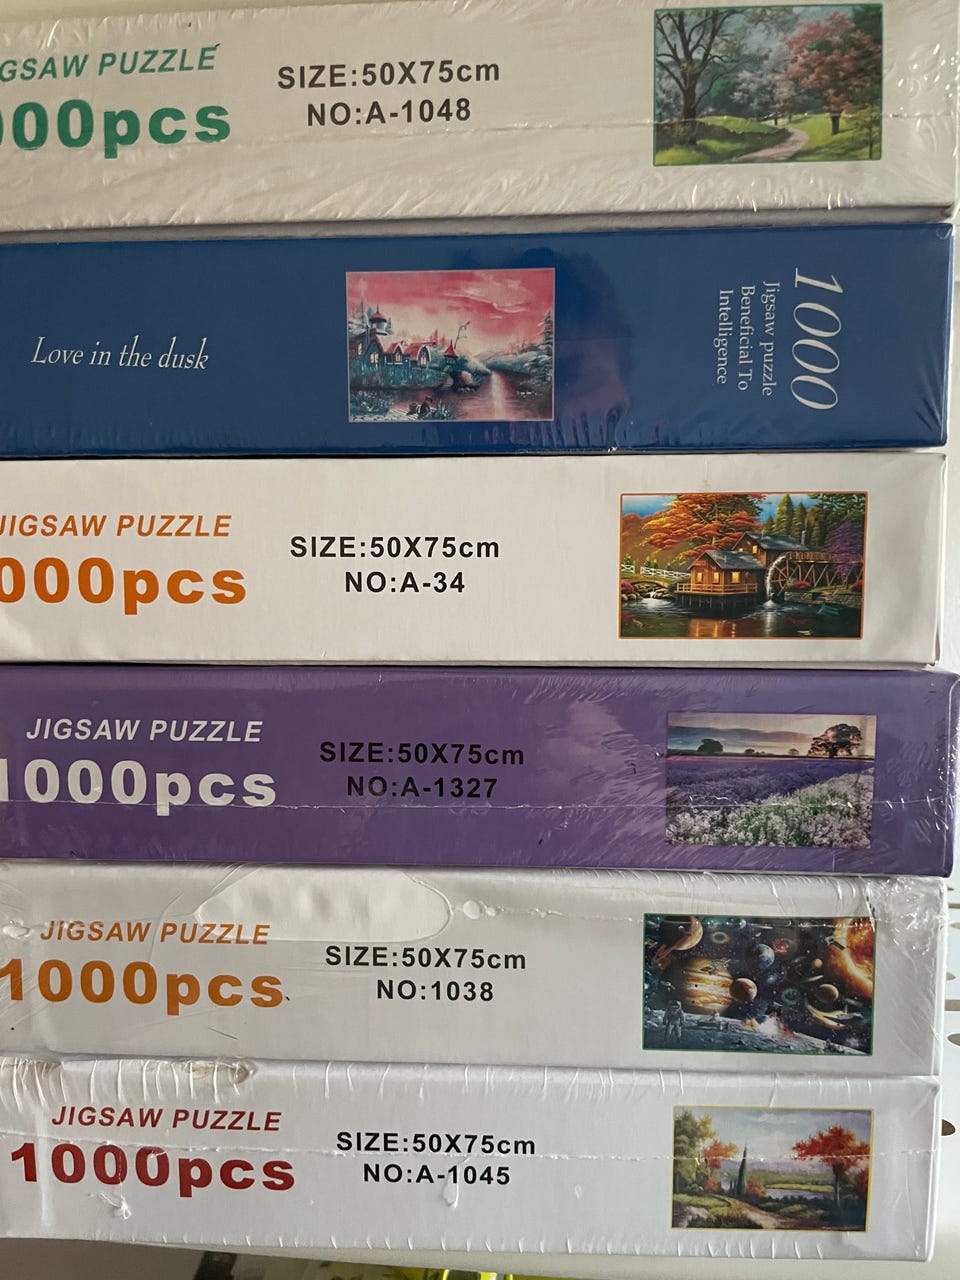 GSAW PUZZLE
000pcs
SIZE:50X75cm
NO:A-1048
Love in the dusk
1000
Jigsaw puzzle
Beneficial To
Intelligence
JIGSAW PUZZLE
000pcs
SIZE:50X75cm
NO:A-34
JIGSAW PUZZLE
1000pcs
SIZE:50X75cm
NO:A-1327
JIGSAW PUZZLE
1000pcs
SIZE:50X75cm
NO:1038
JIGSAW PUZZLE
1000pcs
SIZE:50X75cm
NO:A-1045